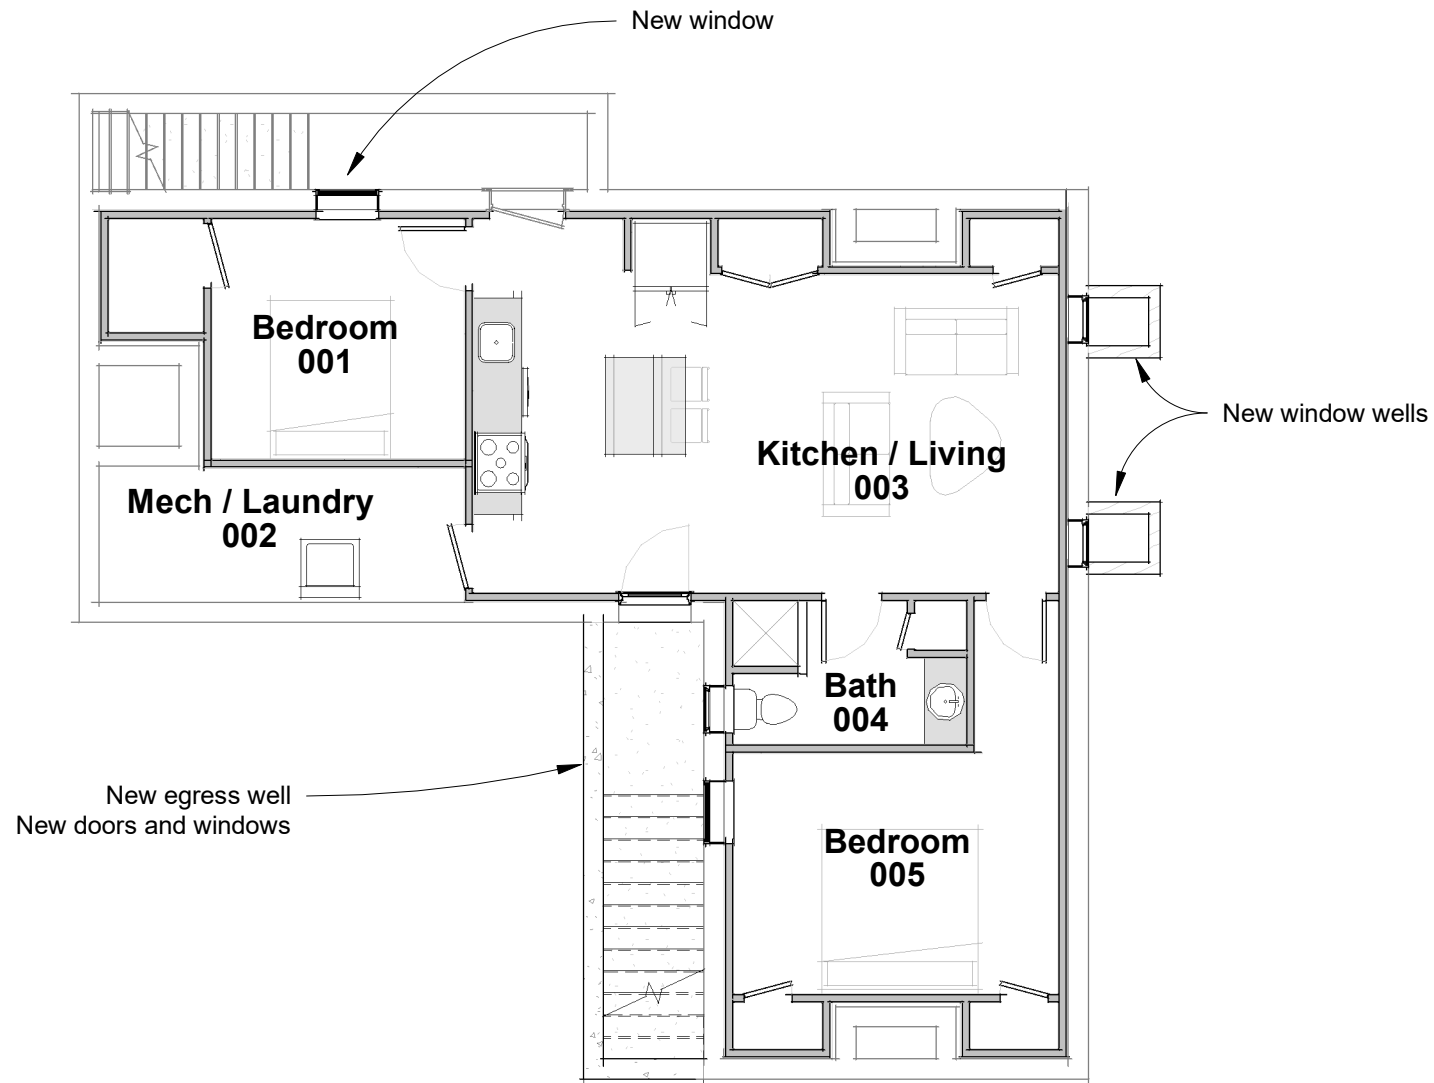 New window
Bedroom
001
New window wells
Kitchen / Living
003
Mech / Laundry
002
Bath
004
New egress well
New doors and windows
Bedroom
005